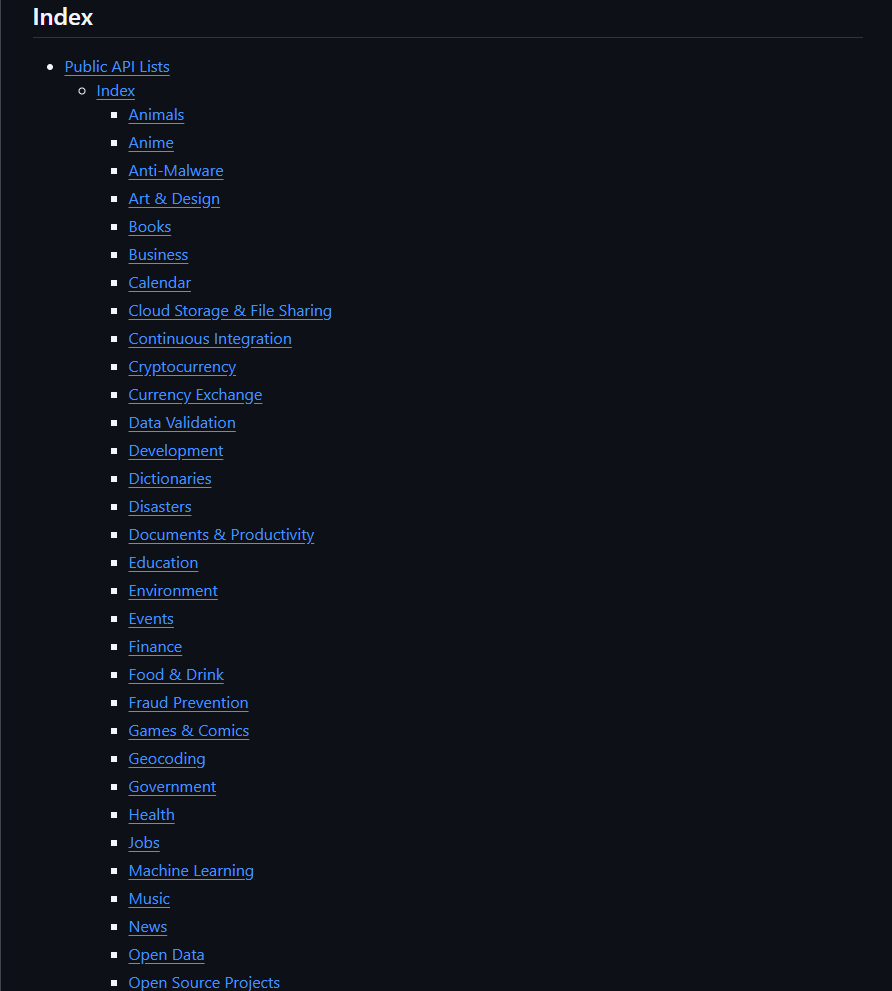 Index
Public API Lists
Index
Animals
Anime
Anti-Malware
Art & Design
Books
Business
Calendar
Cloud Storage & File Sharing
Continuous Integration
Cryptocurrency
Currency Exchange
Data Validation
Development
Dictionaries
Disasters
Documents & Productivity
Education
Environment
Events
Finance
Food & Drink
Fraud Prevention
Games & Comics
Geocoding
Government
Health
Jobs
Machine Learning
Music
News
Open Data
Open Source Projects